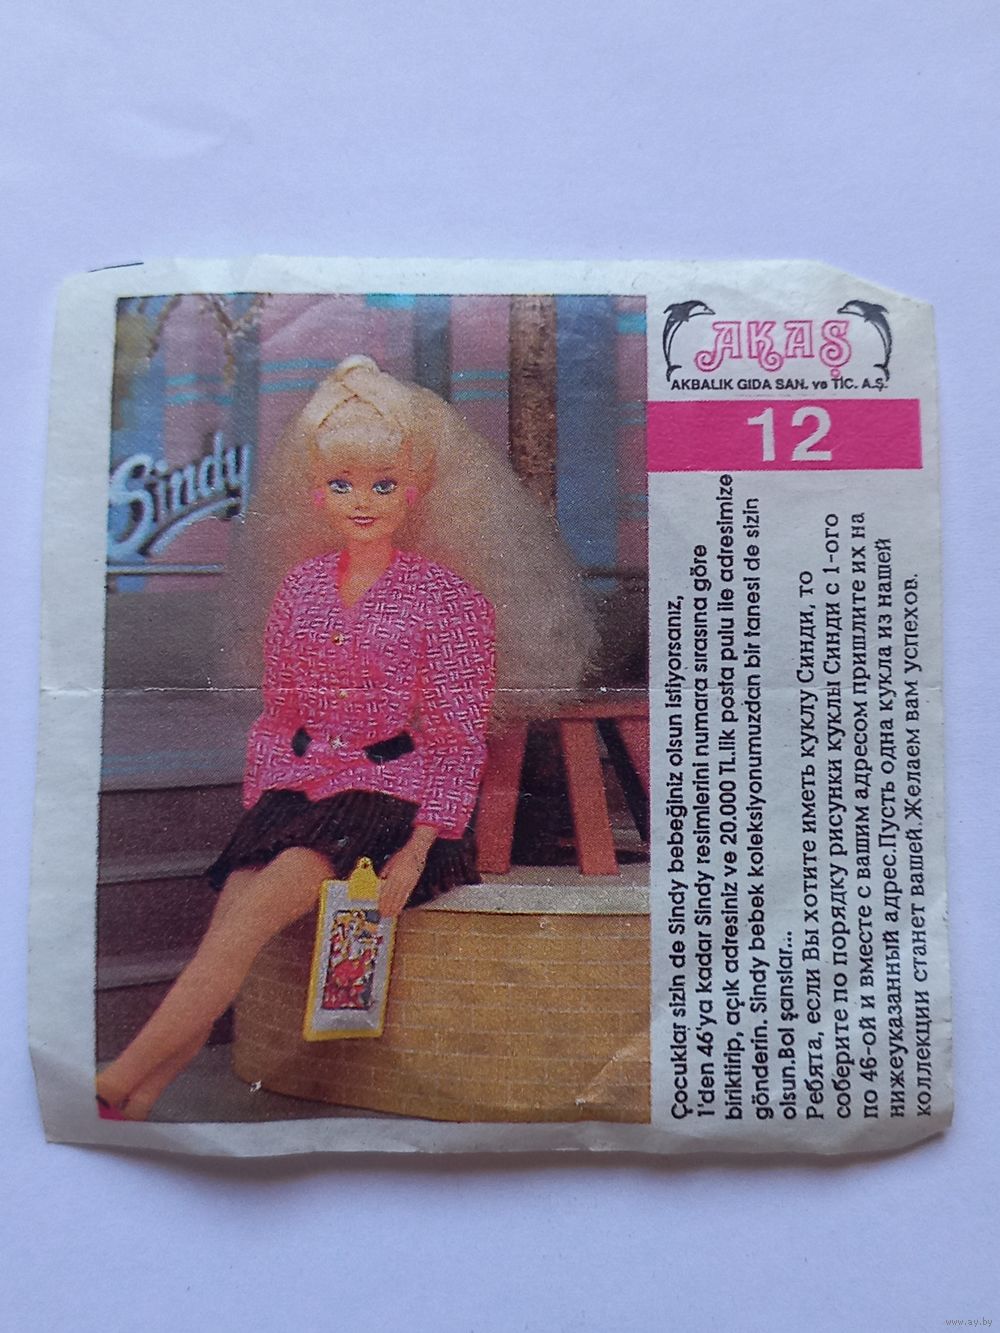 Sindy
AKAŞ
AKBALIK GIDA SAN. ve TİC. A.Ş.
12
Çocuklar sizin de Sindy bebeğiniz olsun istiyorsanız,
1'den 46'ya kadar Sindy resimlerini numara sırasına göre
biriktirip, açık adresiniz ve 20.000 TL.lik posta pulu ile adresimize
gönderin. Sindy bebek koleksiyonumuzdan bir tanesi de sizin
olsun.Bol şanslar...
Ребята, если Вы хотите иметь куклу Синди, то
соберите по порядку рисунки куклы Синди с 1-ого
по 46-ой и вместе с вашим адресом пришлите их на
нижеуказанный адрес.Пусть одна кукла из нашей
коллекции станет вашей.Желаем вам успехов.
www.ay.by